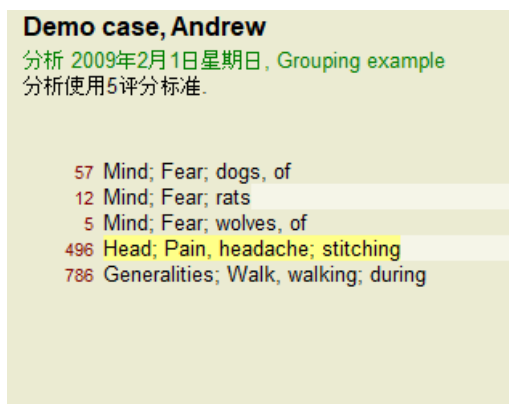 Demo case, Andrew
分析 2009年2月1日星期日, Grouping example
分析使用5评分标准.
57 Mind; Fear; dogs, of
12 Mind; Fear; rats
5 Mind; Fear; wolves, of
496 Head; Pain, headache; stitching
786 Generalities; Walk, walking; during